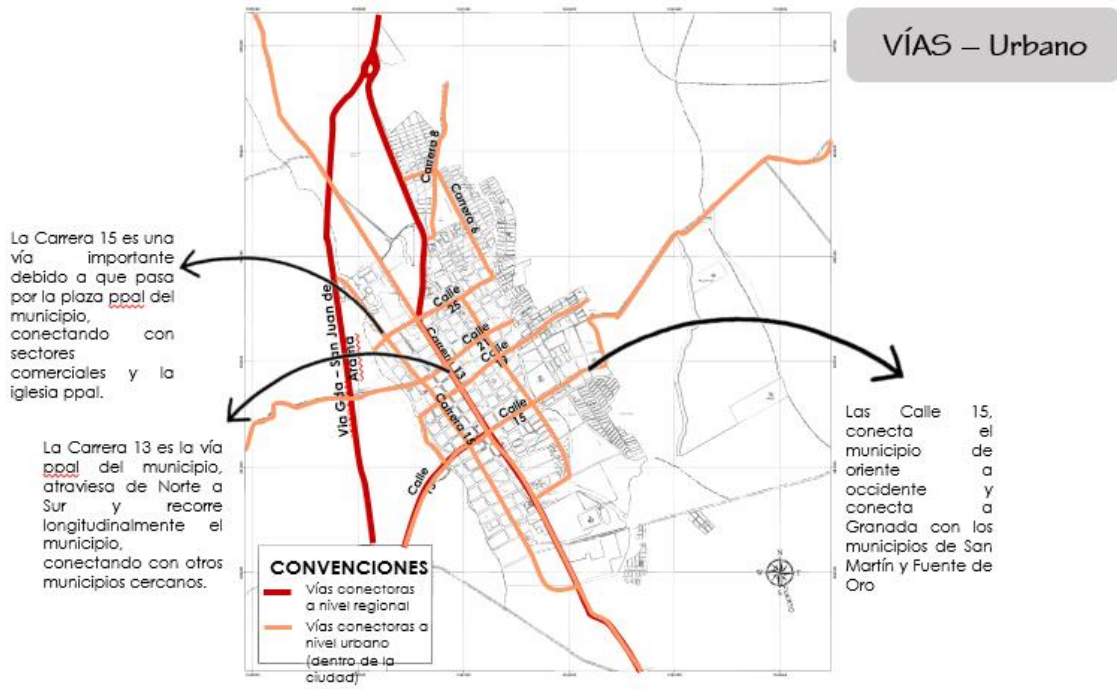 VÍAS – Urbano
La Carrera 15 es una
vía importante
debido a que pasa
por la plaza ppal del
municipio,
conectando con
sectores
comerciales y la
iglesia ppal.
La Carrera 13 es la vía
ppal del municipio,
atraviesa de Norte a
Sur y recorre
longitudinalmente el
municipio,
conectando con otros
municipios cercanos.
Carrera 8
Carrera 6
Calle
25
Calle
21
Calle
Carrera 13
Carrera 15
Calle
15
Calle
Vía Gda – San Juan de
Arama
Las Calle 15,
conecta el
municipio de
oriente a
occidente y
conecta a
Granada con los
municipios de San
Martín y Fuente de
Oro
CONVENCIONES
Vías conectoras
a nivel regional
Vías conectoras a
nivel urbano
(dentro de la
ciudad)